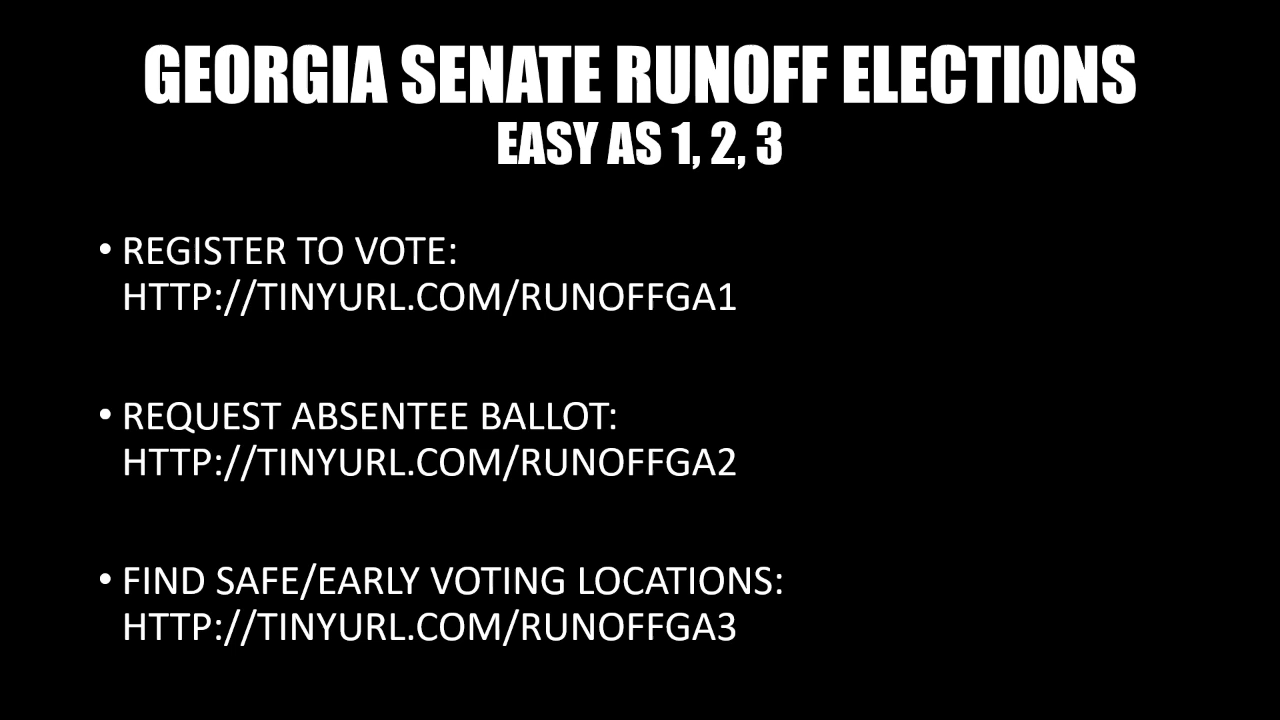 GEORGIA SENATE RUNOFF ELECTIONS
EASY AS 1, 2, 3
• REGISTER TO VOTE:
HTTP://TINYURL.COM/RUNOFFGA1
• REQUEST ABSENTEE BALLOT:
HTTP://TINYURL.COM/RUNOFFGA2
• FIND SAFE/EARLY VOTING LOCATIONS:
HTTP://TINYURL.COM/RUNOFFGA3